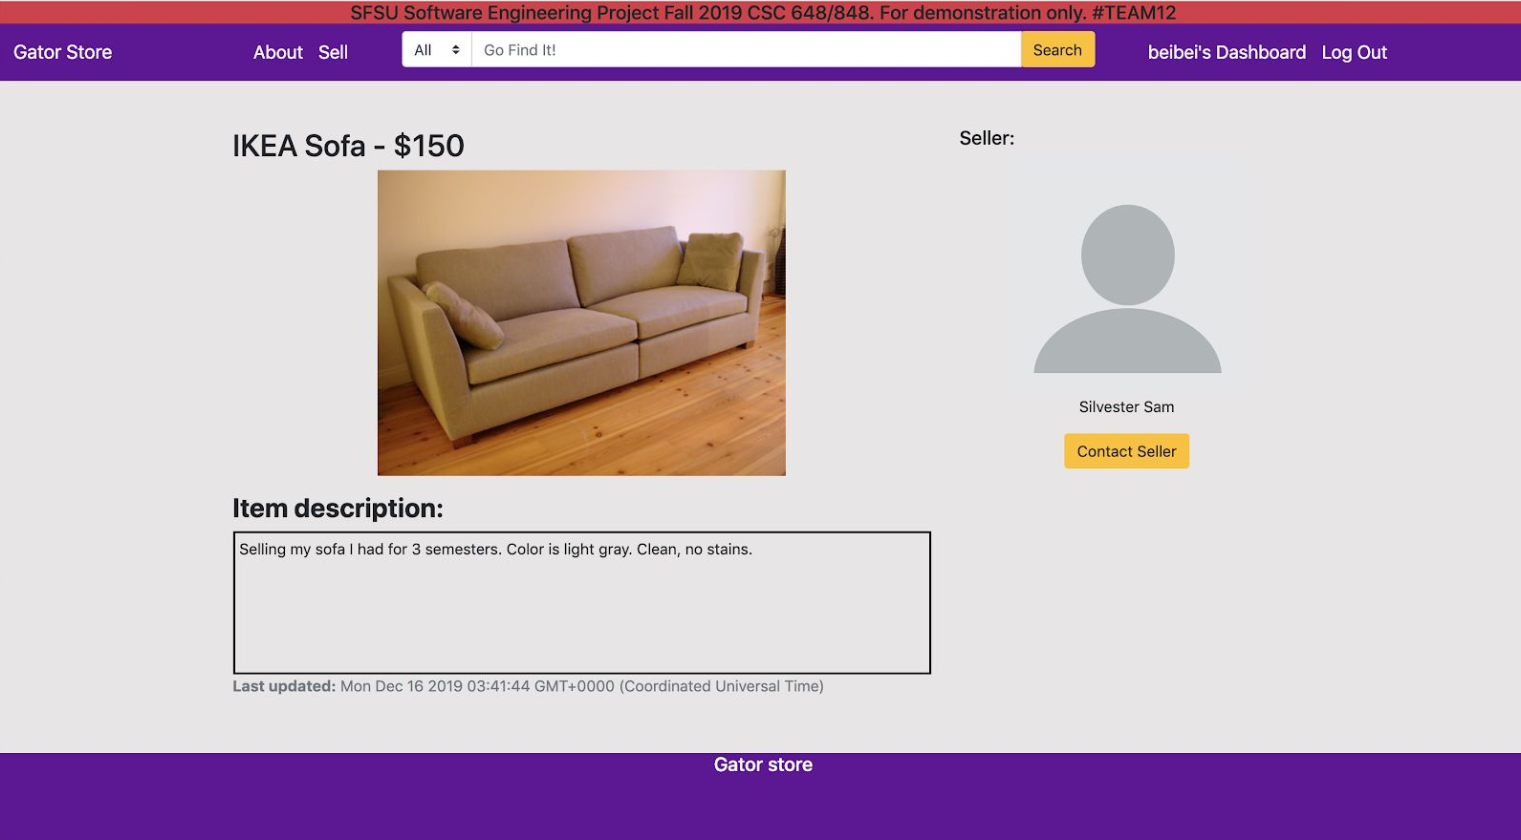 SFSU Software Engineering Project Fall 2019 CSC 648/848. For demonstration only. #TEAM12
Gator Store About Sell All Go Find It! Search beibei's Dashboard Log Out
IKEA Sofa - $150
Seller:
Silvester Sam
Contact Seller
Item description:
Selling my sofa I had for 3 semesters. Color is light gray. Clean, no stains.
Last updated: Mon Dec 16 2019 03:41:44 GMT+0000 (Coordinated Universal Time)
Gator store